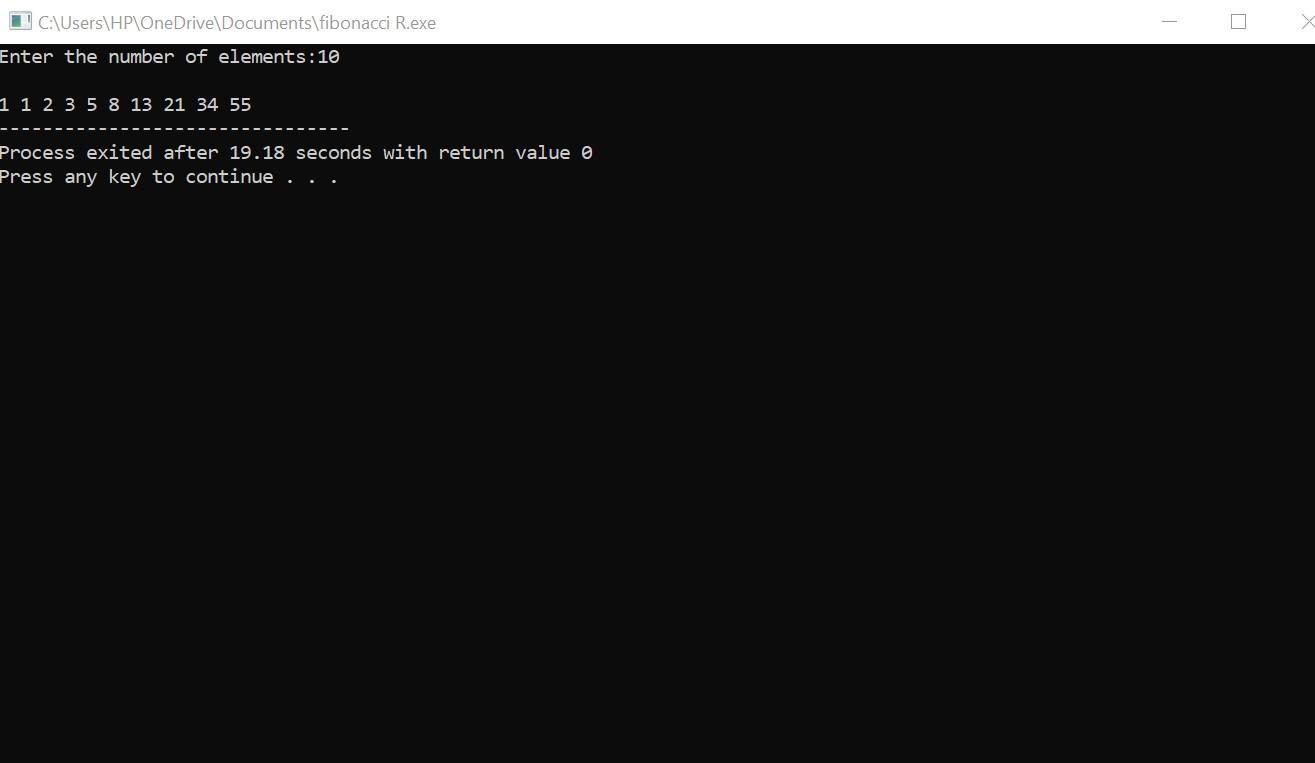 C:\Users\HP\OneDrive\Documents\fibonacci R.exe
Enter the number of elements:10
1 1 2 3 5 8 13 21 34 55
--------------------------------
Process exited after 19.18 seconds with return value 0
Press any key to continue . . .